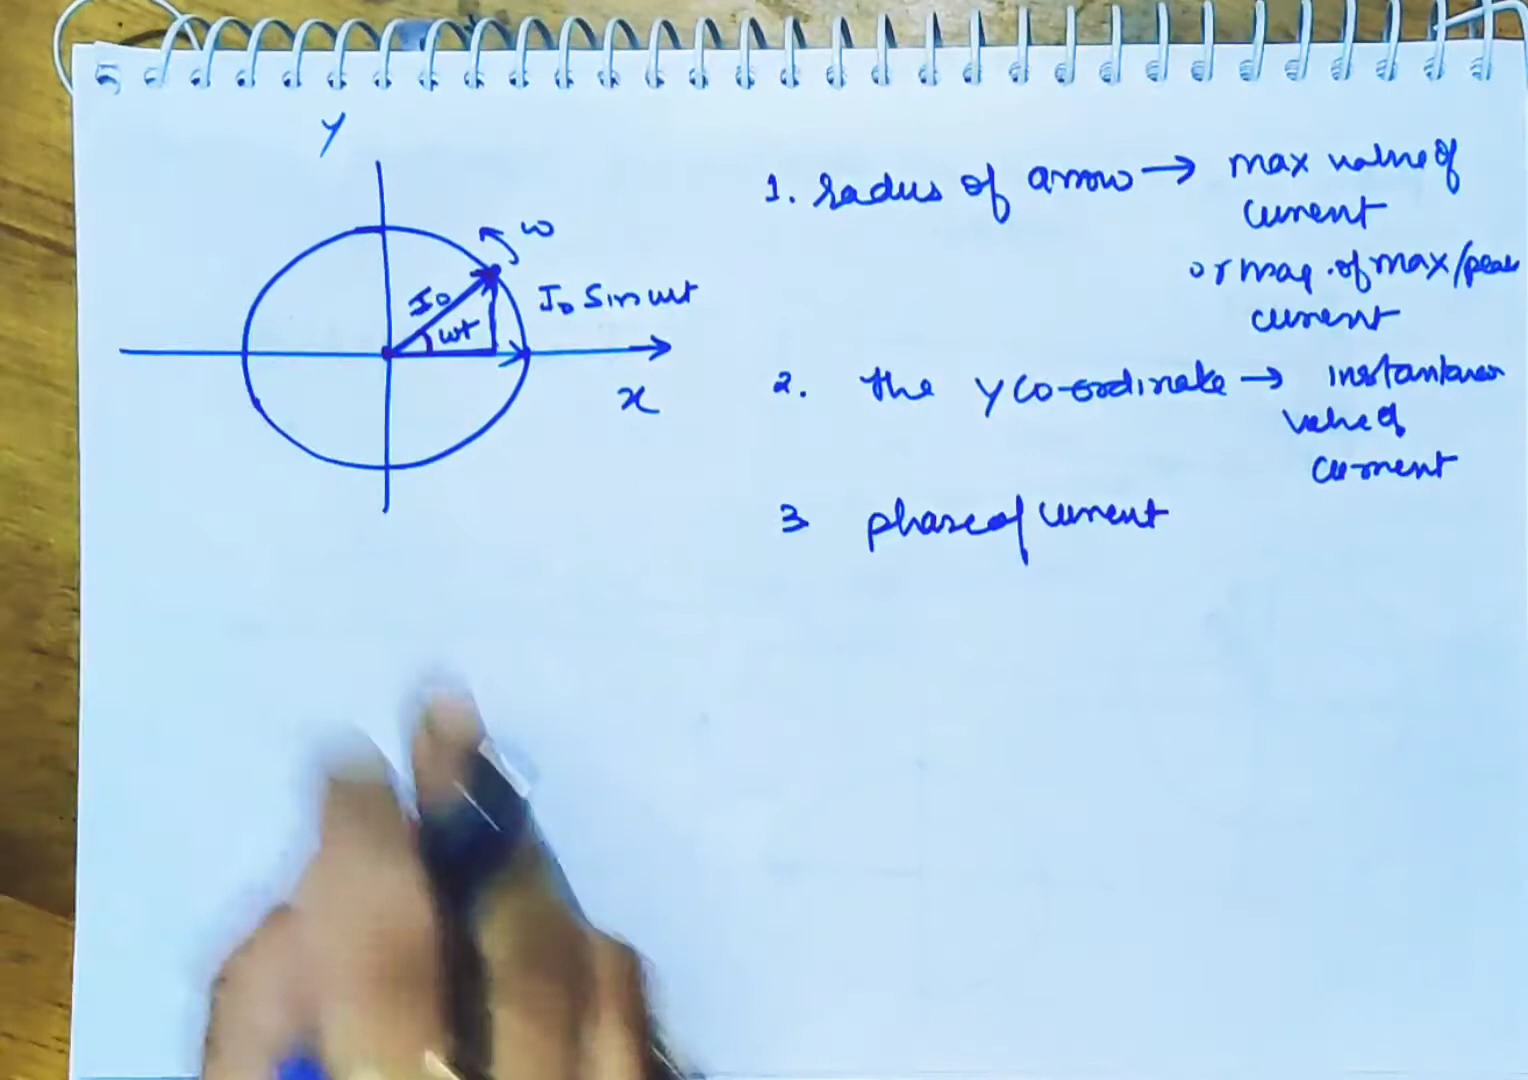 y
ω
I₀
I₀ Sin ωt
ωt
x
1. radus of arrow → max value of
current
or mag. of max/peak
current
2. the y co-ordinate → instantaneous
value of
current
3 phase of current